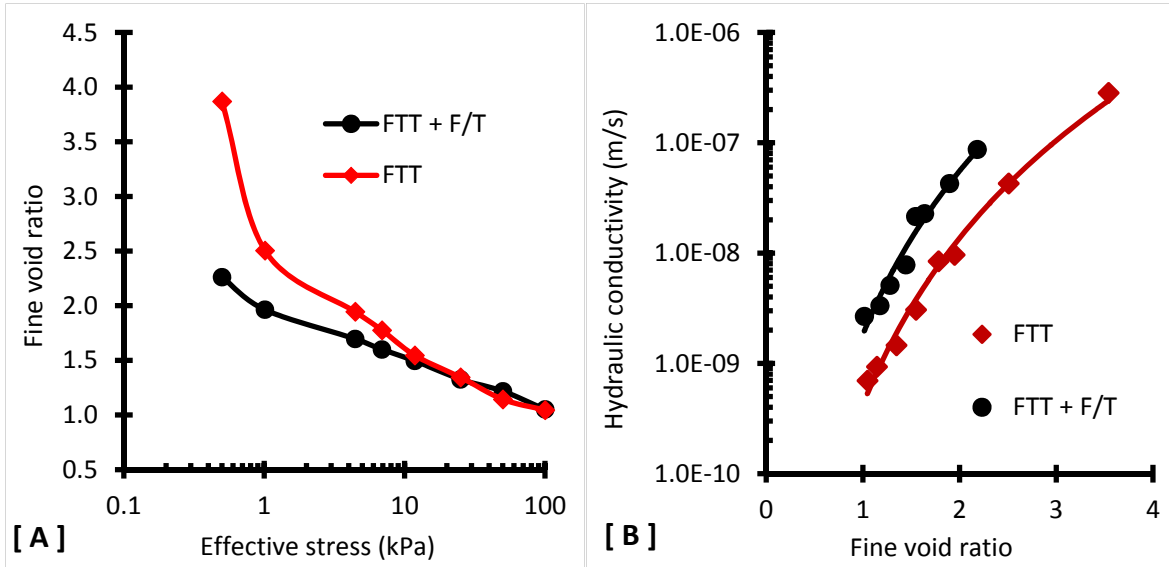 4.5
4.0
3.5
3.0
2.5
2.0
1.5
1.0
0.5
Fine void ratio
FTT + F/T
FTT
0.1
1
10
100
Effective stress (kPa)
[ A ]
1.0E-06
1.0E-07
1.0E-08
1.0E-09
1.0E-10
Hydraulic conductivity (m/s)
FTT
FTT + F/T
0
1
2
3
4
Fine void ratio
[ B ]